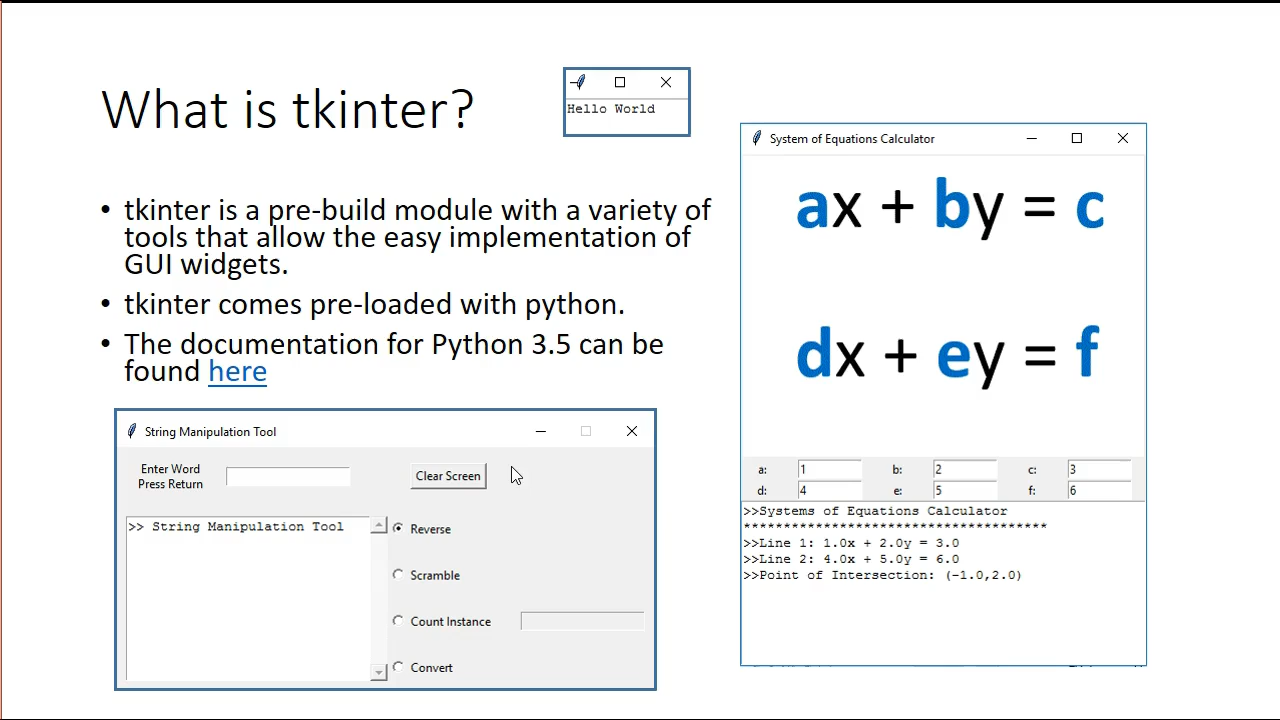 What is tkinter?
Hello World
• tkinter is a pre-build module with a variety of
tools that allow the easy implementation of
GUI widgets.
• tkinter comes pre-loaded with python.
• The documentation for Python 3.5 can be
found here
System of Equations Calculator
ax + by = c
dx + ey = f
a: 1 b: 2 c: 3
d: 4 e: 5 f: 6
>>Systems of Equations Calculator
**************************************
>>Line 1: 1.0x + 2.0y = 3.0
>>Line 2: 4.0x + 5.0y = 6.0
>>Point of Intersection: (-1.0,2.0)
String Manipulation Tool
Enter Word
Press Return
Clear Screen
>> String Manipulation Tool
Reverse
Scramble
Count Instance
Convert